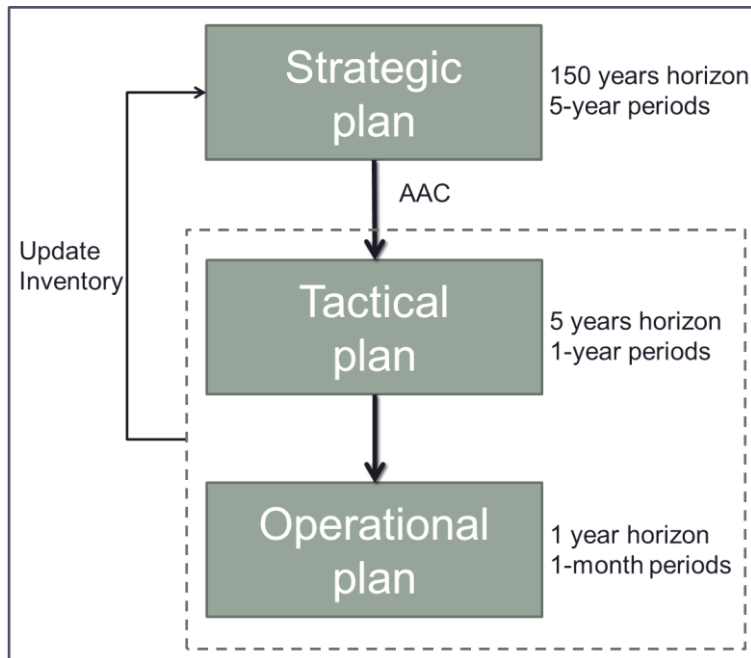 Strategic
plan
150 years horizon
5-year periods
AAC
Update
Inventory
Tactical
plan
5 years horizon
1-year periods
Operational
plan
1 year horizon
1-month periods